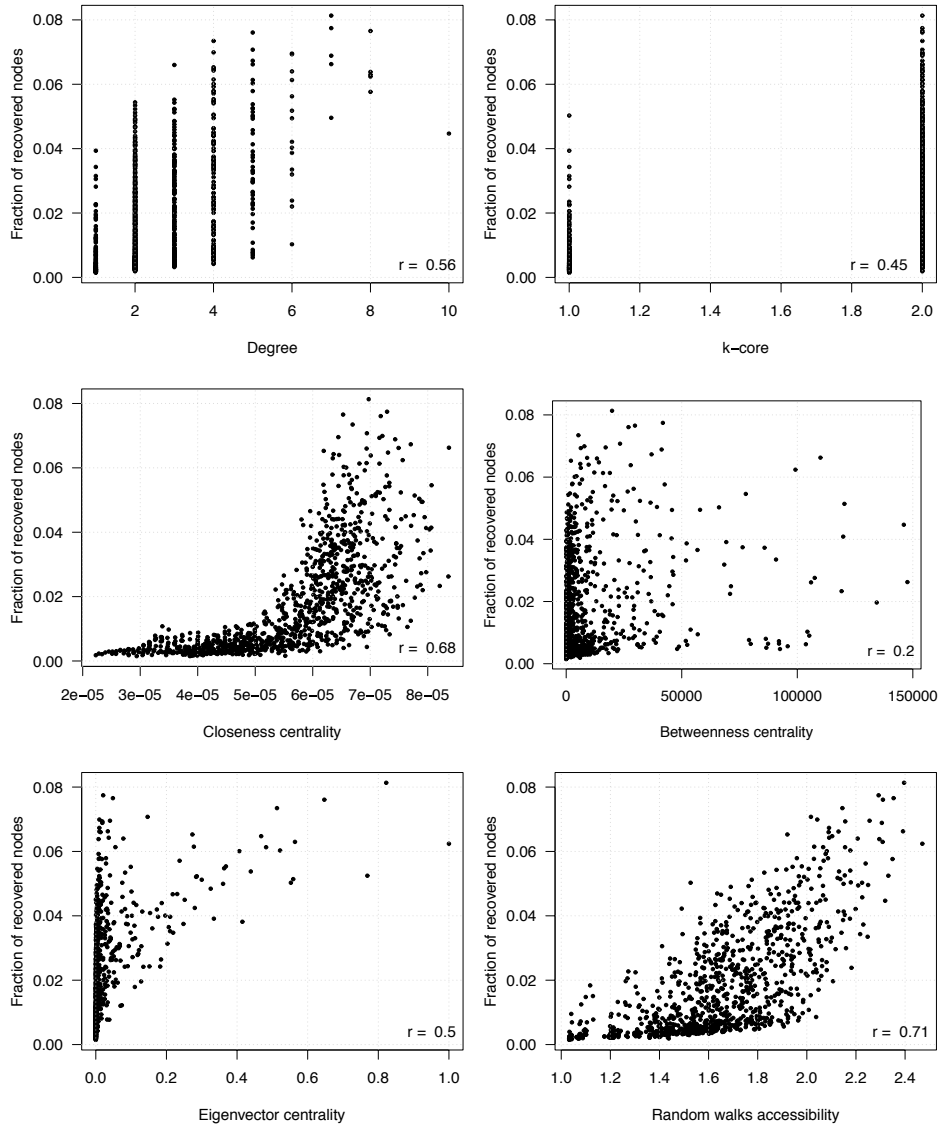 0.08
0.06
0.04
0.02
0.00
Fraction of recovered nodes
r = 0.56
2 4 6 8 10
Degree
0.08
0.06
0.04
0.02
0.00
Fraction of recovered nodes
r = 0.45
1.0 1.2 1.4 1.6 1.8 2.0
k−core
0.08
0.06
0.04
0.02
0.00
Fraction of recovered nodes
r = 0.68
2e−05 3e−05 4e−05 5e−05 6e−05 7e−05 8e−05
Closeness centrality
0.08
0.06
0.04
0.02
0.00
Fraction of recovered nodes
r = 0.2
0 50000 100000 150000
Betweenness centrality
0.08
0.06
0.04
0.02
0.00
Fraction of recovered nodes
r = 0.5
0.0 0.2 0.4 0.6 0.8 1.0
Eigenvector centrality
0.08
0.06
0.04
0.02
0.00
Fraction of recovered nodes
r = 0.71
1.0 1.2 1.4 1.6 1.8 2.0 2.2 2.4
Random walks accessibility